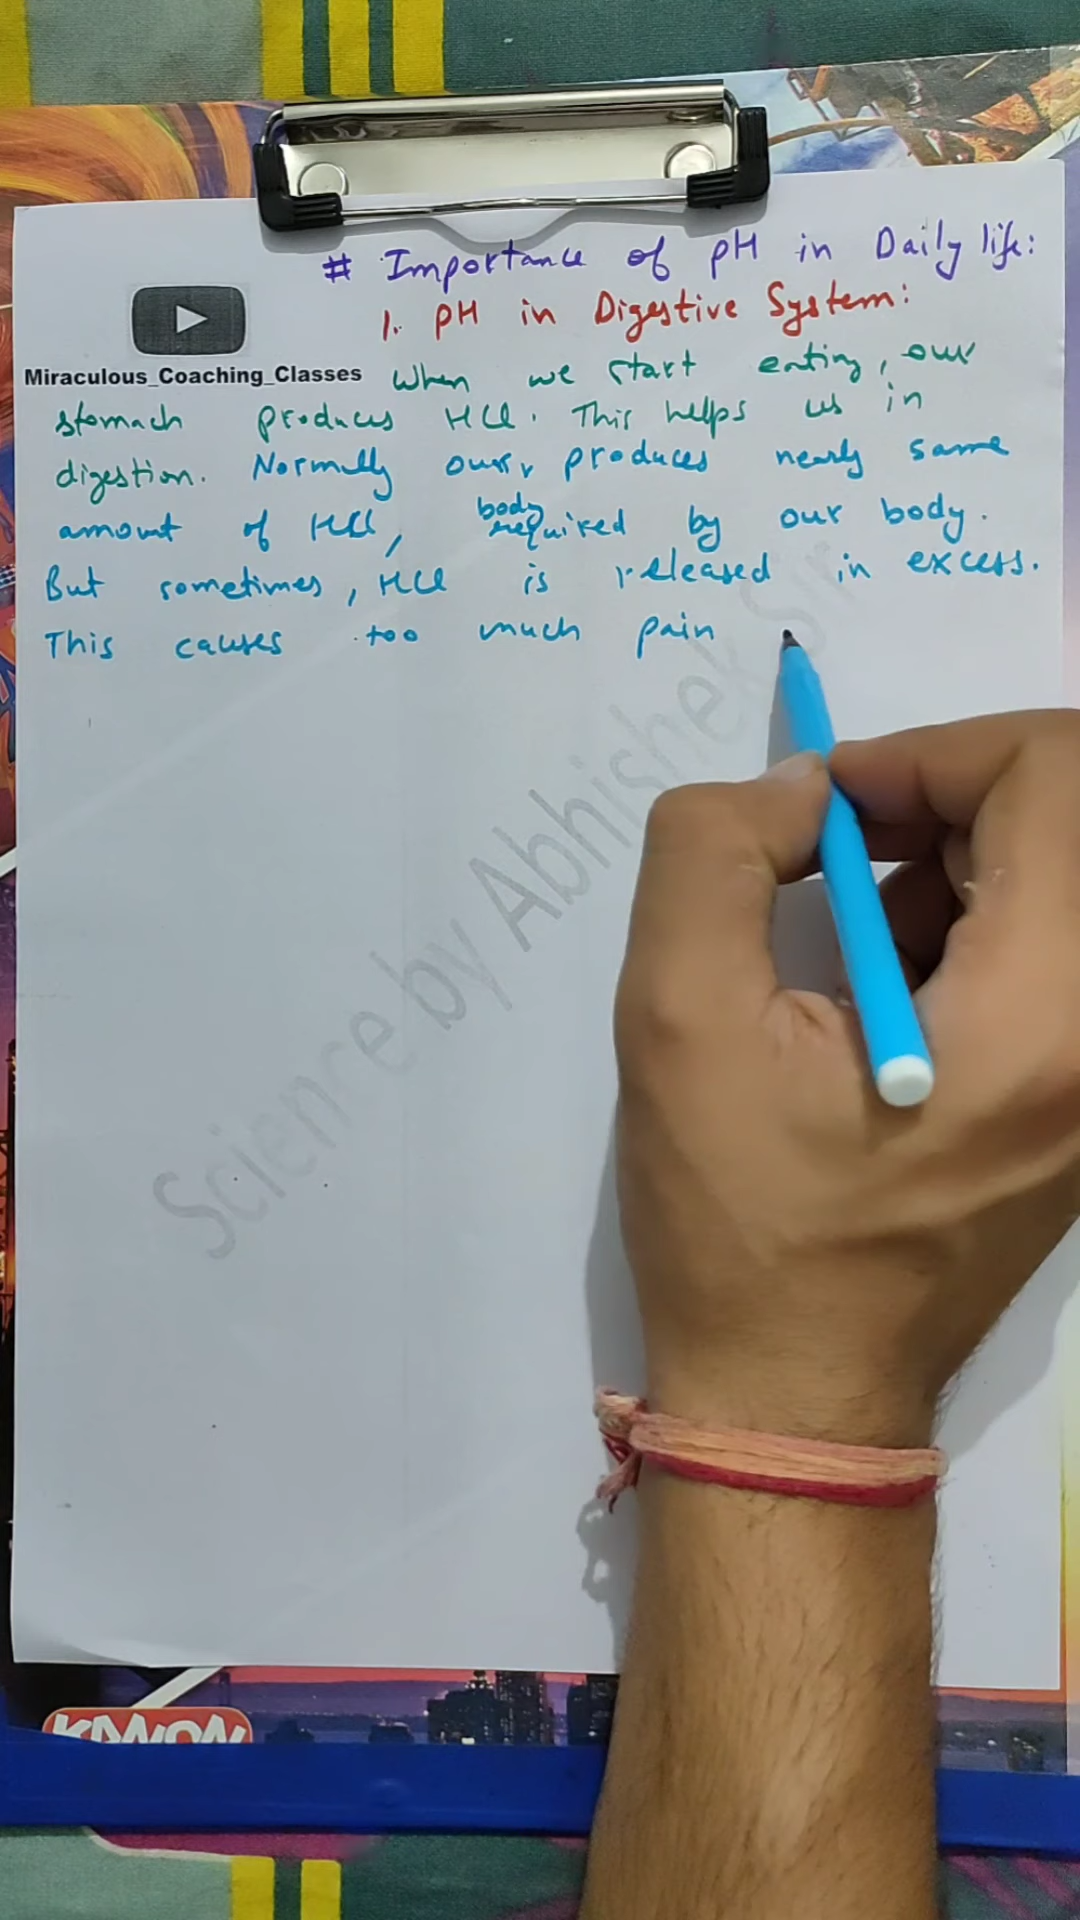 # Importance of pH in Daily life:
1. pH in Digestive System:
Miraculous_Coaching_Classes
When we start eating, our
stomach produces HCl. This helps us in
digestion. Normally our body produces nearly same
amount of HCl, required by our body.
But sometimes, HCl is released in excess.
This causes too much pain
Science by Abhishek Sir
KANON